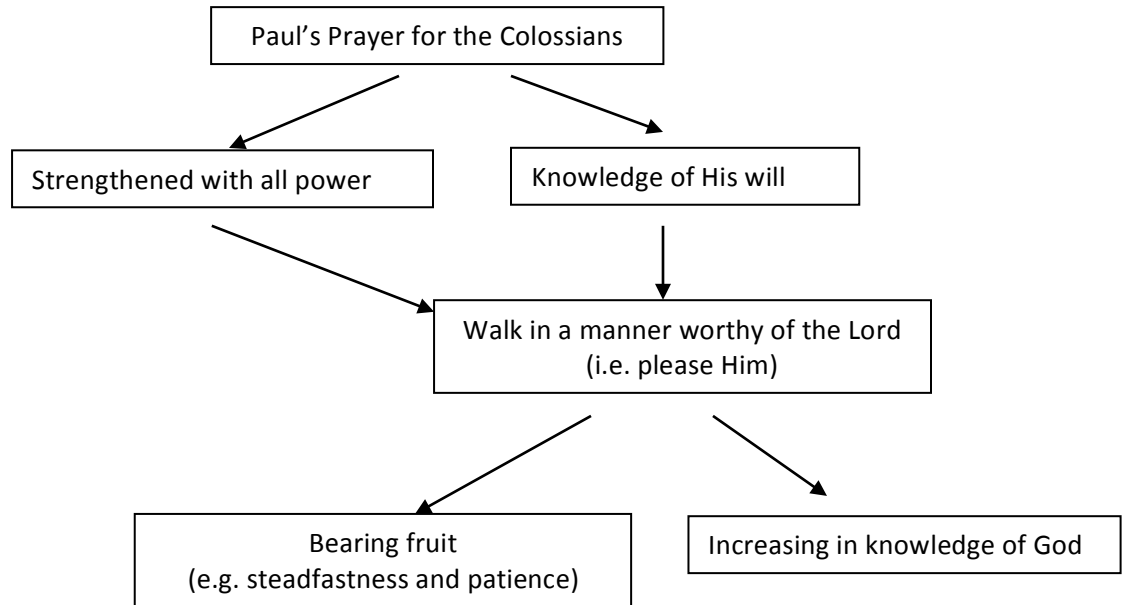 Paul’s Prayer for the Colossians
Strengthened with all power
Knowledge of His will
Walk in a manner worthy of the Lord
(i.e. please Him)
Bearing fruit
(e.g. steadfastness and patience)
Increasing in knowledge of God